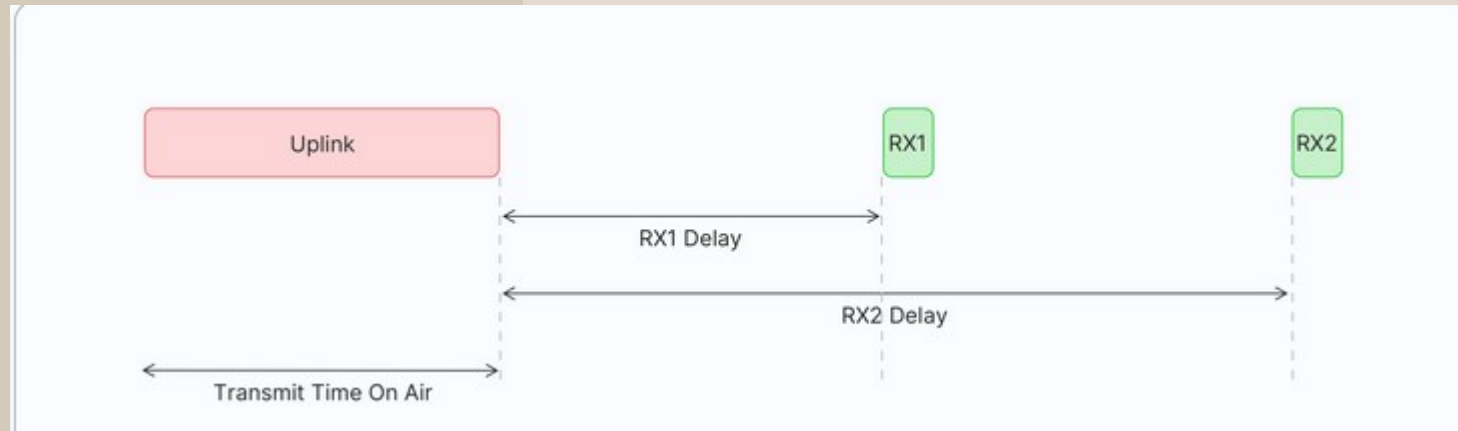 Uplink
RX1
RX2
RX1 Delay
RX2 Delay
Transmit Time On Air